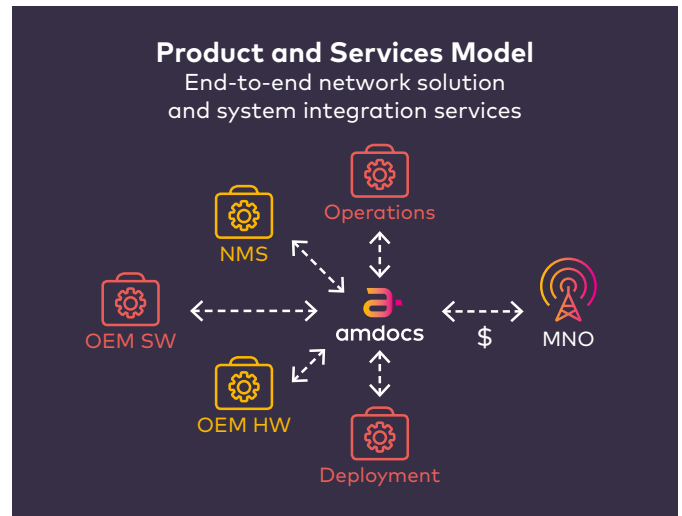 Product and Services Model
End-to-end network solution
and system integration services
Operations
NMS
OEM SW
amdocs
$
MNO
OEM HW
Deployment